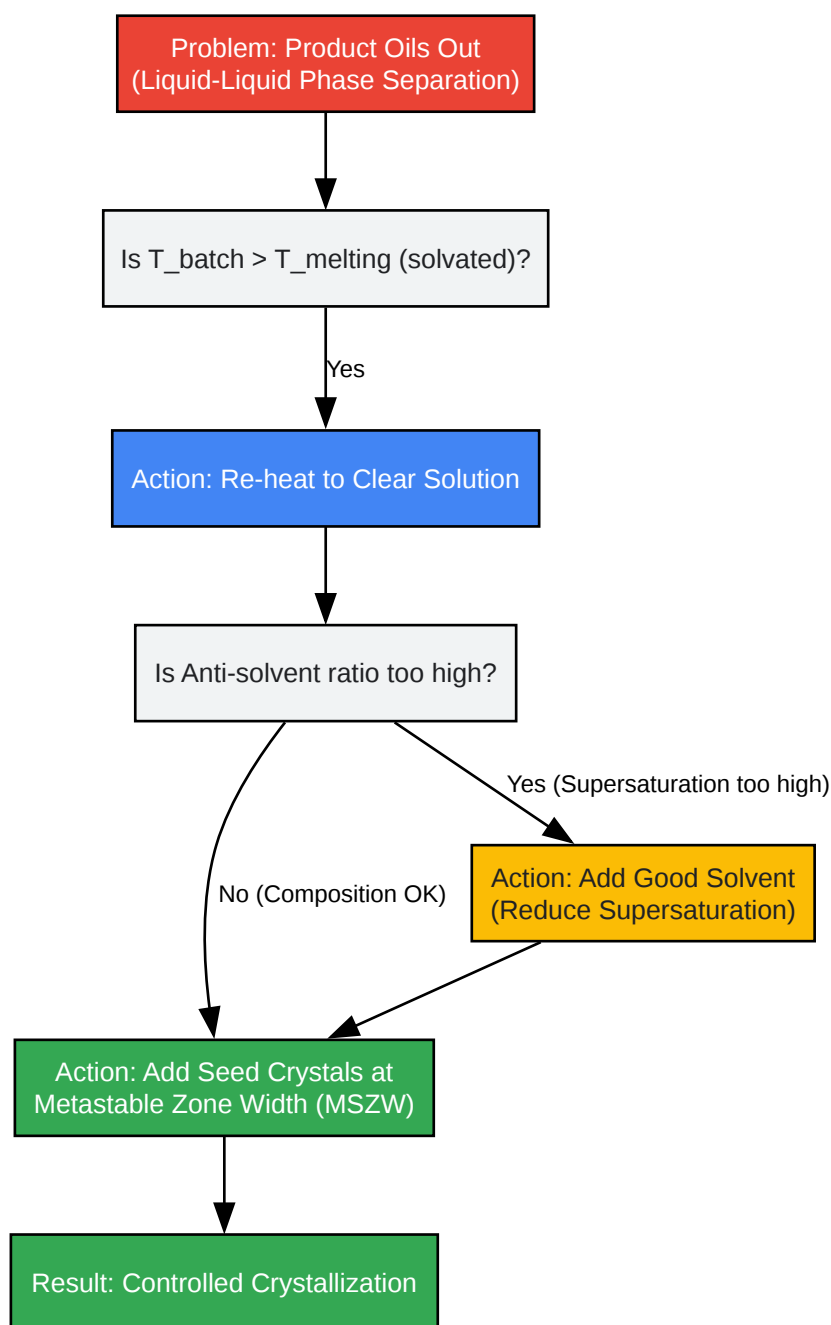 Problem: Product Oils Out
(Liquid-Liquid Phase Separation)
Is T_batch > T_melting (solvated)?
Yes
Action: Re-heat to Clear Solution
Is Anti-solvent ratio too high?
Yes (Supersaturation too high)
No (Composition OK)
Action: Add Good Solvent
(Reduce Supersaturation)
Action: Add Seed Crystals at
Metastable Zone Width (MSZW)
Result: Controlled Crystallization